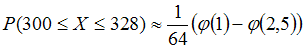 P(300 ≤ X ≤ 328) ≈ 1/64 (φ(1) − φ(2,5))